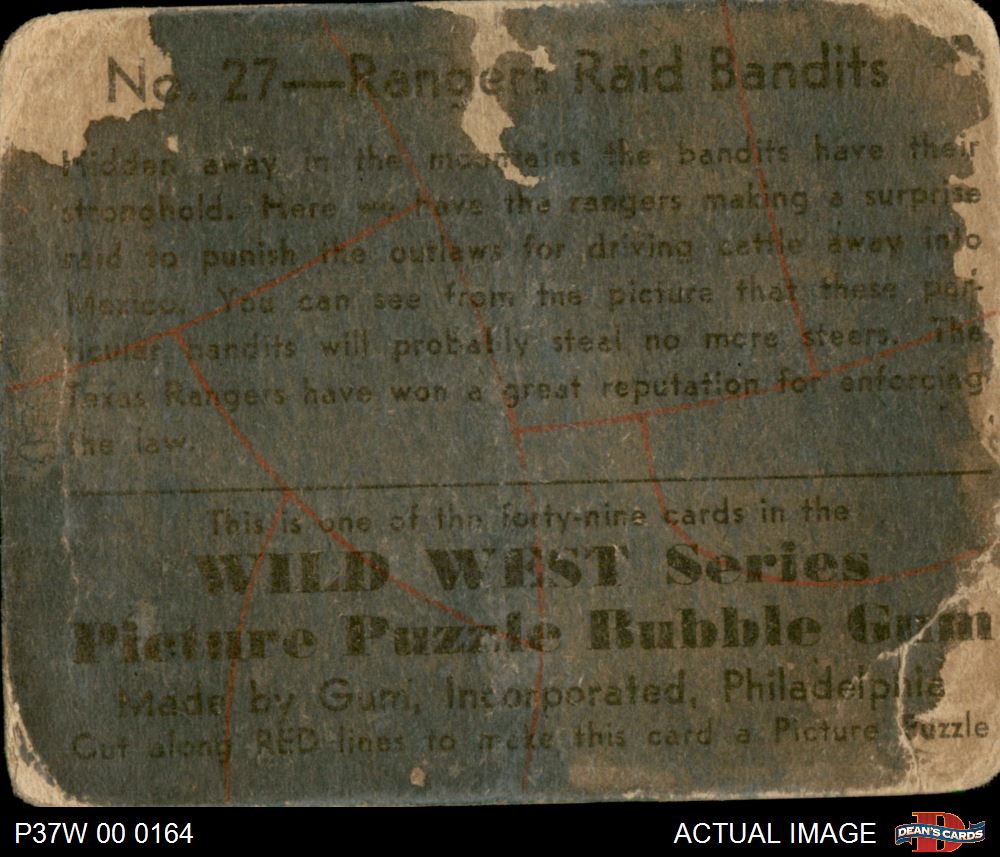 No. 27—Rangers Raid Bandits
Hidden away in the mountains the bandits have their
stronghold. Here we have the rangers making a surprise
raid to punish the outlaws for driving cattle away into
Mexico. You can see from the picture that these par-
ticular bandits will probably steal no more steers. The
Texas Rangers have won a great reputation for enforcing
the law.
This is one of the forty-nine cards in the
WILD WEST Series
Picture Puzzle Bubble Gum
Made by Gum, Incorporated, Philadelphia
Cut along RED lines to make this card a Picture Puzzle
P37W 00 0164
ACTUAL IMAGE
DEAN'S CARDS